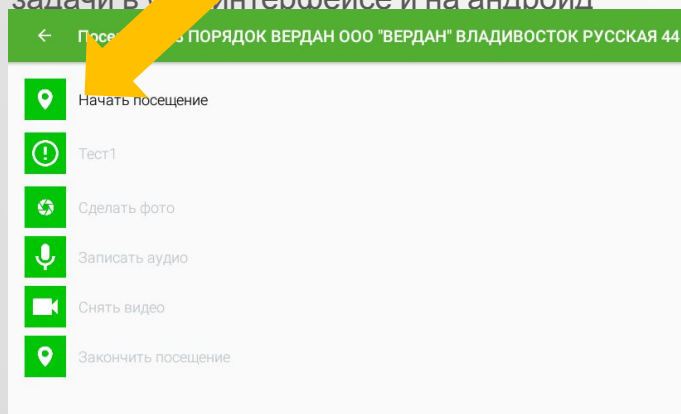 задачи в интерфейсе и на андроид
ПОРЯДОК ВЕРДАН ООО "ВЕРДАН" ВЛАДИВОСТОК РУССКАЯ 44
Начать посещение
Тест1
Сделать фото
Записать аудио
Снять видео
Закончить посещение